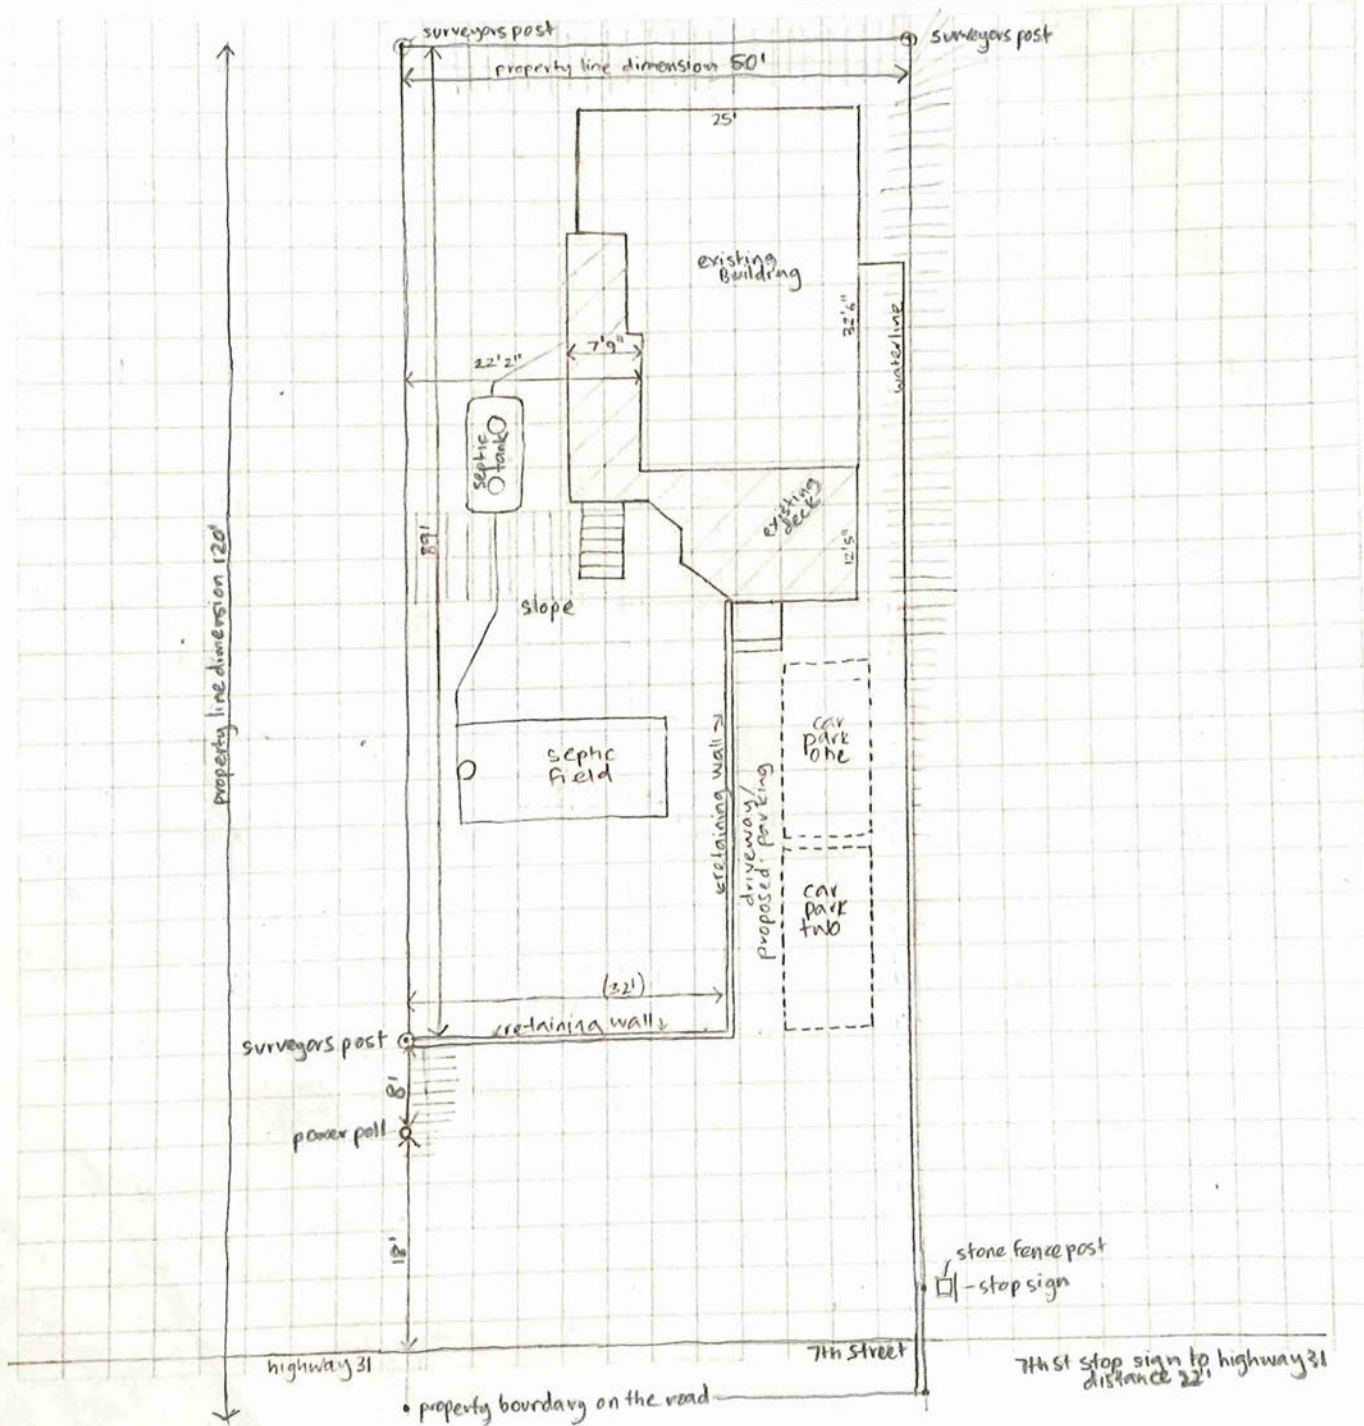 surveyors post
surveyors post
property line dimension 50'
25'
existing
Building
32'6"
waterline
7'9"
22'2"
septic
tank
existing
deck
12'5"
89'
slope
property line dimension 120'
septic
field
retaining wall
driveway/
proposed parking
car
park
one
car
park
two
(32')
retaining wall
surveyors post
8'
power poll
stone fence post
-stop sign
highway 31
7th Street
7th st stop sign to highway 31
distance 22'
property boundary on the road